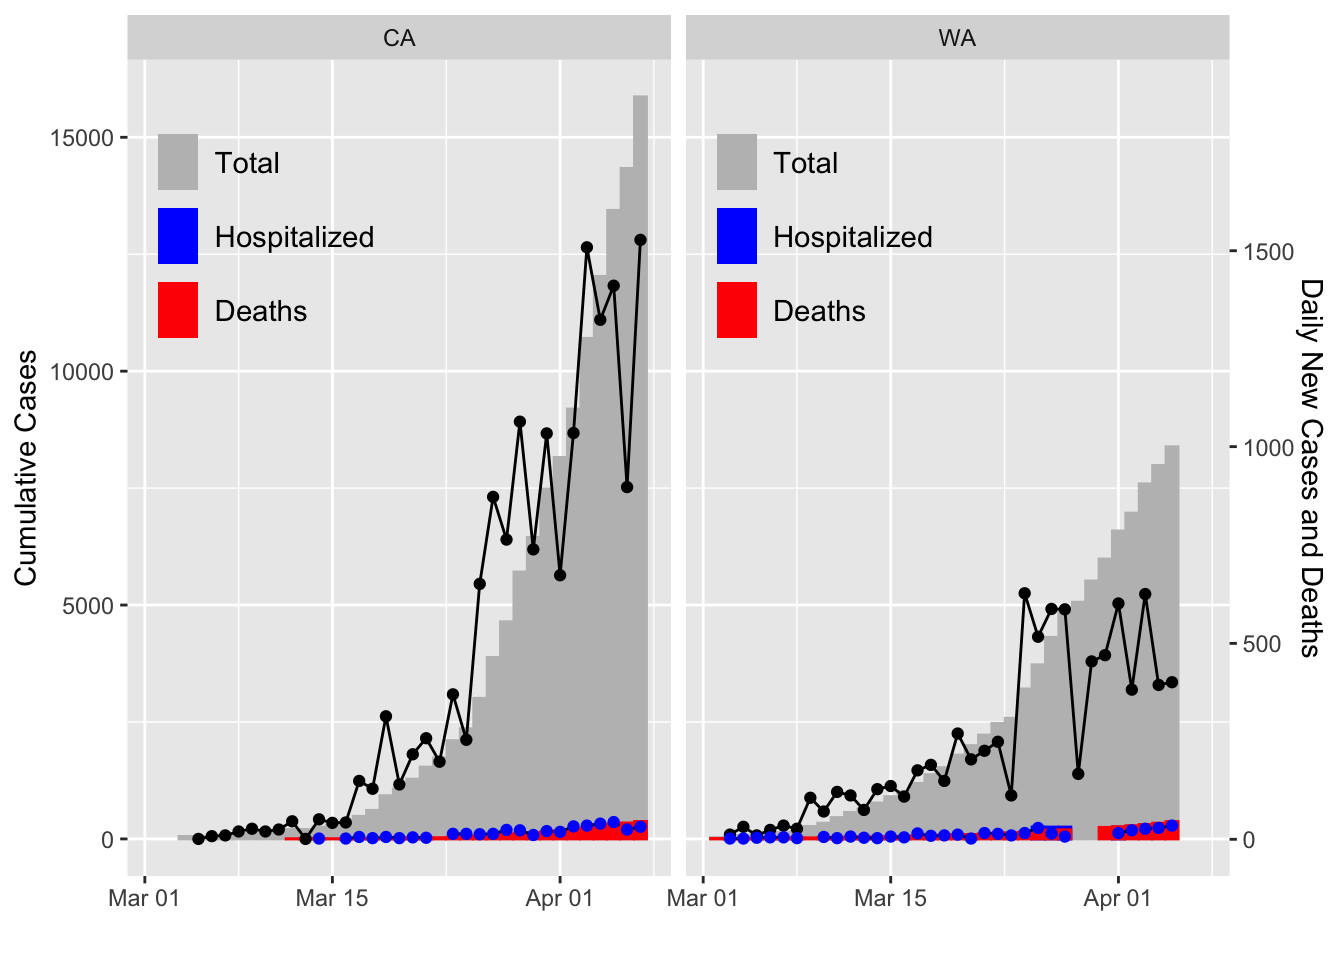 CA
WA
Total
Hospitalized
Deaths
Total
Hospitalized
Deaths
Cumulative Cases
15000
10000
5000
0
Daily New Cases and Deaths
1500
1000
500
0
Mar 01
Mar 15
Apr 01
Mar 01
Mar 15
Apr 01